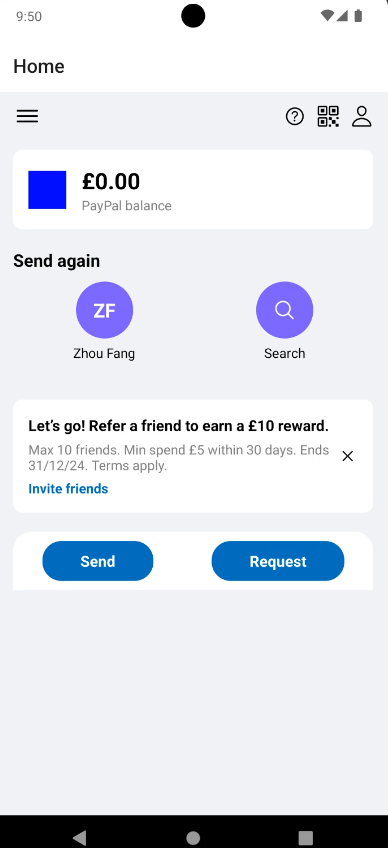 9:50
Home
£0.00
PayPal balance
Send again
ZF
Zhou Fang
Search
Let's go! Refer a friend to earn a £10 reward.
Max 10 friends. Min spend £5 within 30 days. Ends
31/12/24. Terms apply.
Invite friends
Send
Request